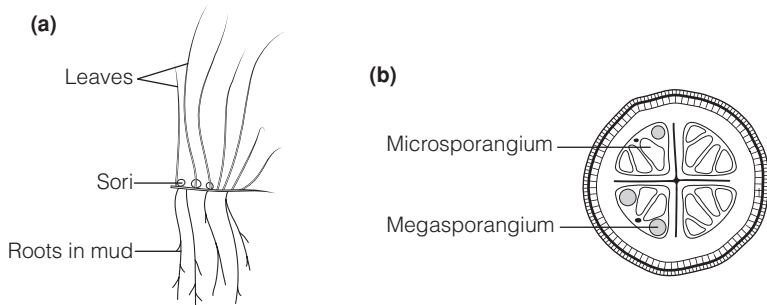 (a)
Leaves
Sori
Roots in mud
(b)
Microsporangium
Megasporangium